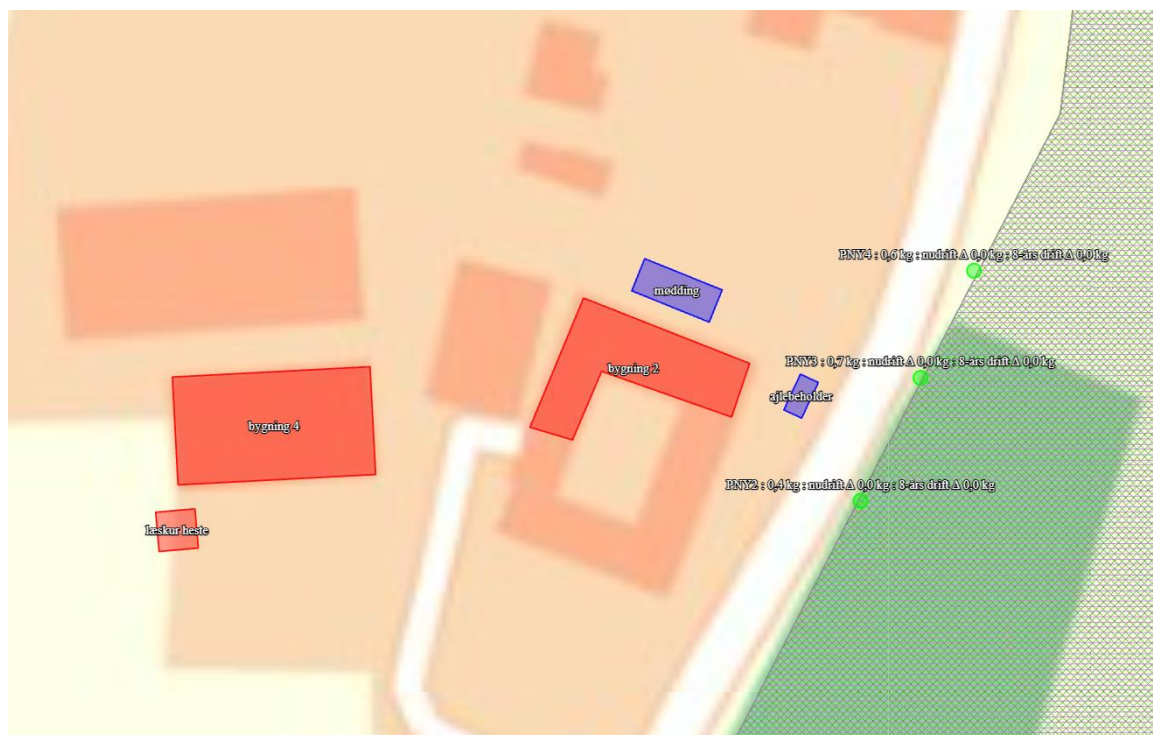 PNY4 : 0,6 kg : nudrift Δ 0,0 kg : 8-års drift Δ 0,0 kg
mødding
PNY3 : 0,7 kg : nudrift Δ 0,0 kg : 8-års drift Δ 0,0 kg
bygning 2
ajlebeholder
bygning 4
PNY2 : 0,4 kg : nudrift Δ 0,0 kg : 8-års drift Δ 0,0 kg
læskur heste